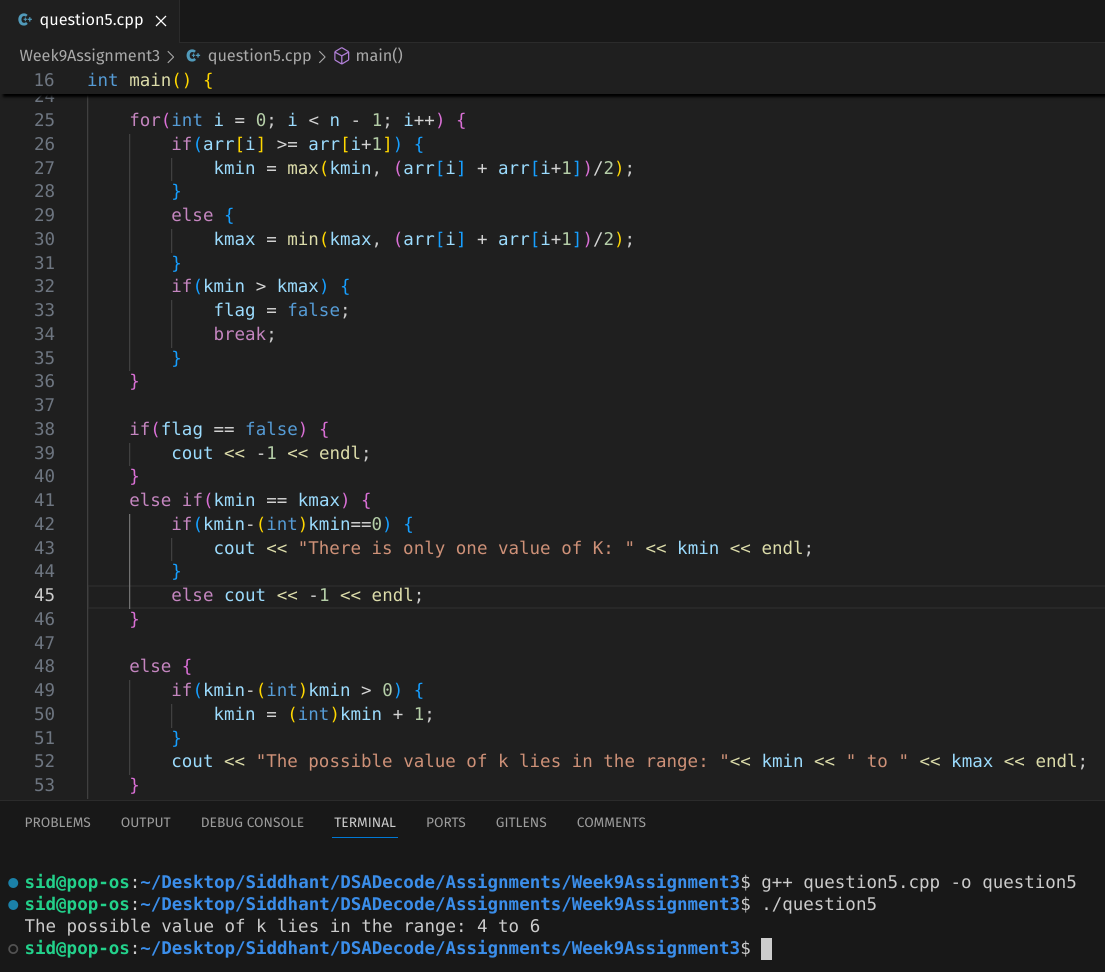 question5.cpp
Week9Assignment3 > question5.cpp > main()
16 int main() {
24
25 for(int i = 0; i < n - 1; i++) {
26 if(arr[i] >= arr[i+1]) {
27 kmin = max(kmin, (arr[i] + arr[i+1])/2);
28 }
29 else {
30 kmax = min(kmax, (arr[i] + arr[i+1])/2);
31 }
32 if(kmin > kmax) {
33 flag = false;
34 break;
35 }
36 }
37
38 if(flag == false) {
39 cout << -1 << endl;
40 }
41 else if(kmin == kmax) {
42 if(kmin-(int)kmin==0) {
43 cout << "There is only one value of K: " << kmin << endl;
44 }
45 else cout << -1 << endl;
46 }
47
48 else {
49 if(kmin-(int)kmin > 0) {
50 kmin = (int)kmin + 1;
51 }
52 cout << "The possible value of k lies in the range: "<< kmin << " to " << kmax << endl;
53 }
PROBLEMS OUTPUT DEBUG CONSOLE TERMINAL PORTS GITLENS COMMENTS
sid@pop-os:~/Desktop/Siddhant/DSADecode/Assignments/Week9Assignment3$ g++ question5.cpp -o question5
sid@pop-os:~/Desktop/Siddhant/DSADecode/Assignments/Week9Assignment3$ ./question5
The possible value of k lies in the range: 4 to 6
sid@pop-os:~/Desktop/Siddhant/DSADecode/Assignments/Week9Assignment3$